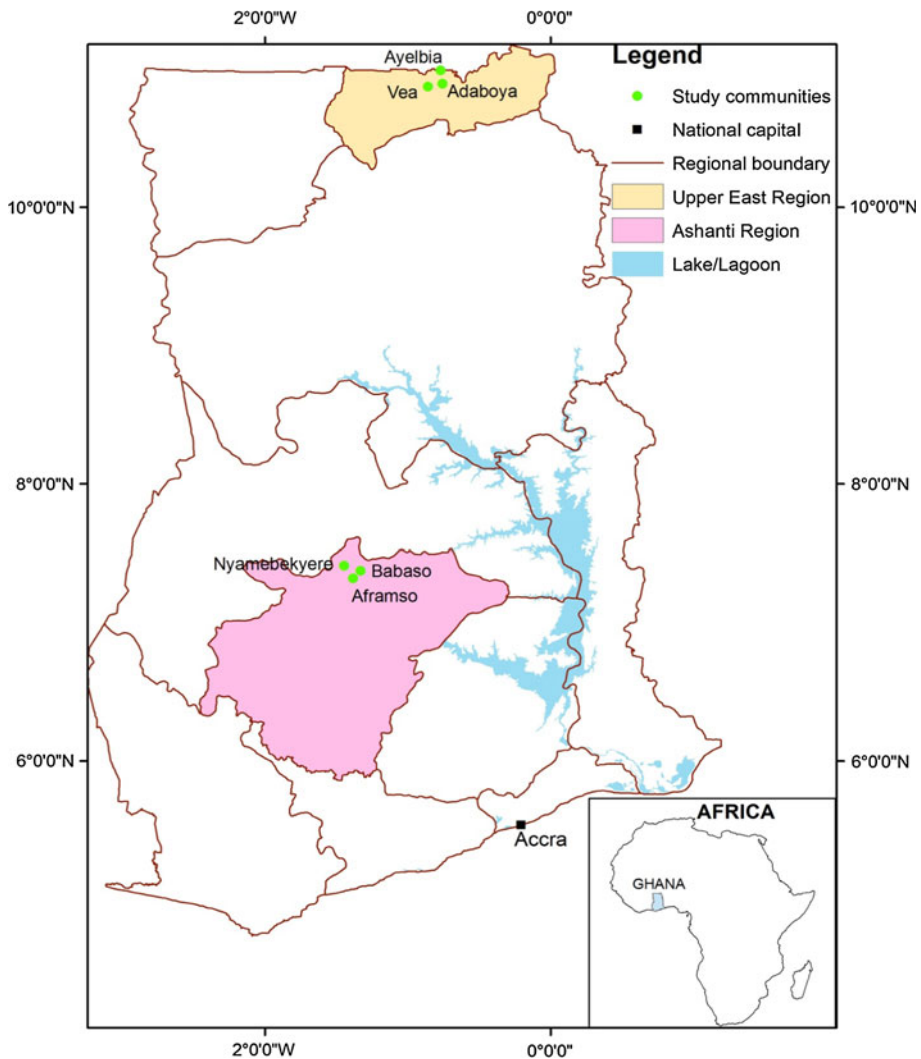 2°0'0"W 0°0'0"
Legend
Study communities
National capital
Regional boundary
Upper East Region
Ashanti Region
Lake/Lagoon
Ayelbia
Vea Adaboya
10°0'0"N 10°0'0"N
8°0'0"N 8°0'0"N
Nyamebekyere Babaso
Aframso
6°0'0"N 6°0'0"N
Accra
AFRICA
GHANA
2°0'0"W 0°0'0"